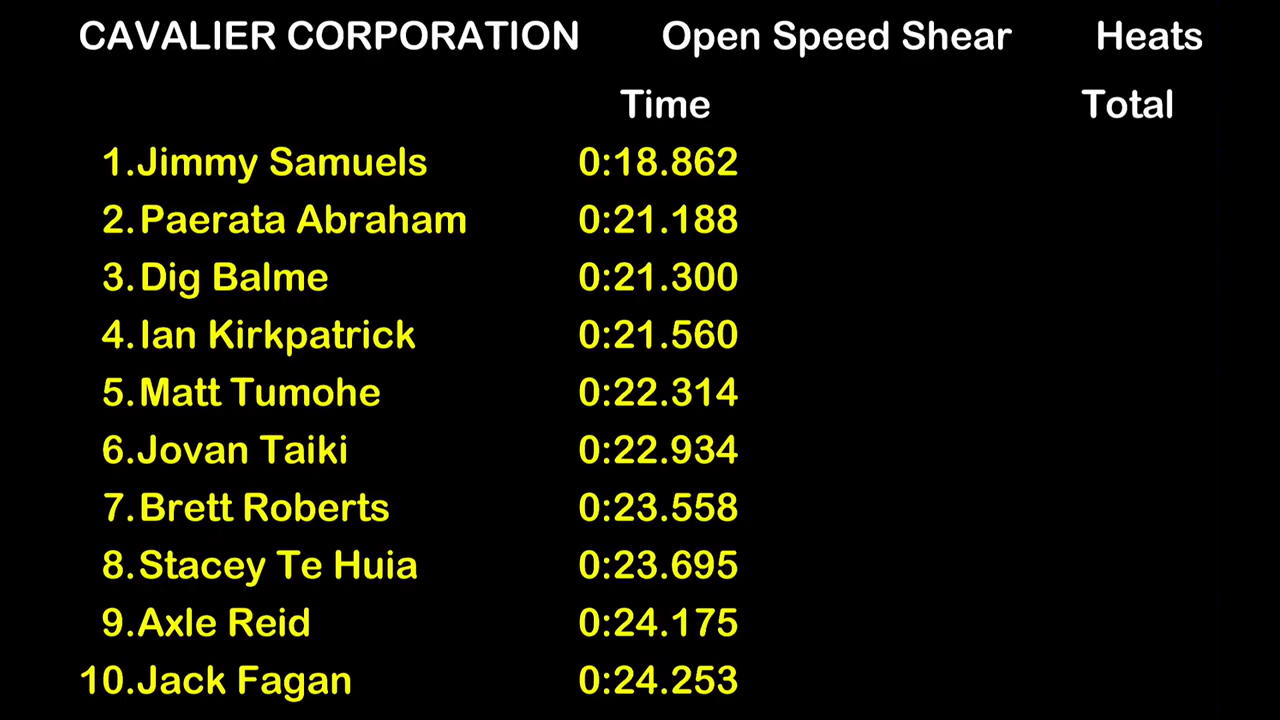 CAVALIER CORPORATION Open Speed Shear Heats
Time Total
1.Jimmy Samuels 0:18.862
2.Paerata Abraham 0:21.188
3.Dig Balme 0:21.300
4.Ian Kirkpatrick 0:21.560
5.Matt Tumohe 0:22.314
6.Jovan Taiki 0:22.934
7.Brett Roberts 0:23.558
8.Stacey Te Huia 0:23.695
9.Axle Reid 0:24.175
10.Jack Fagan 0:24.253